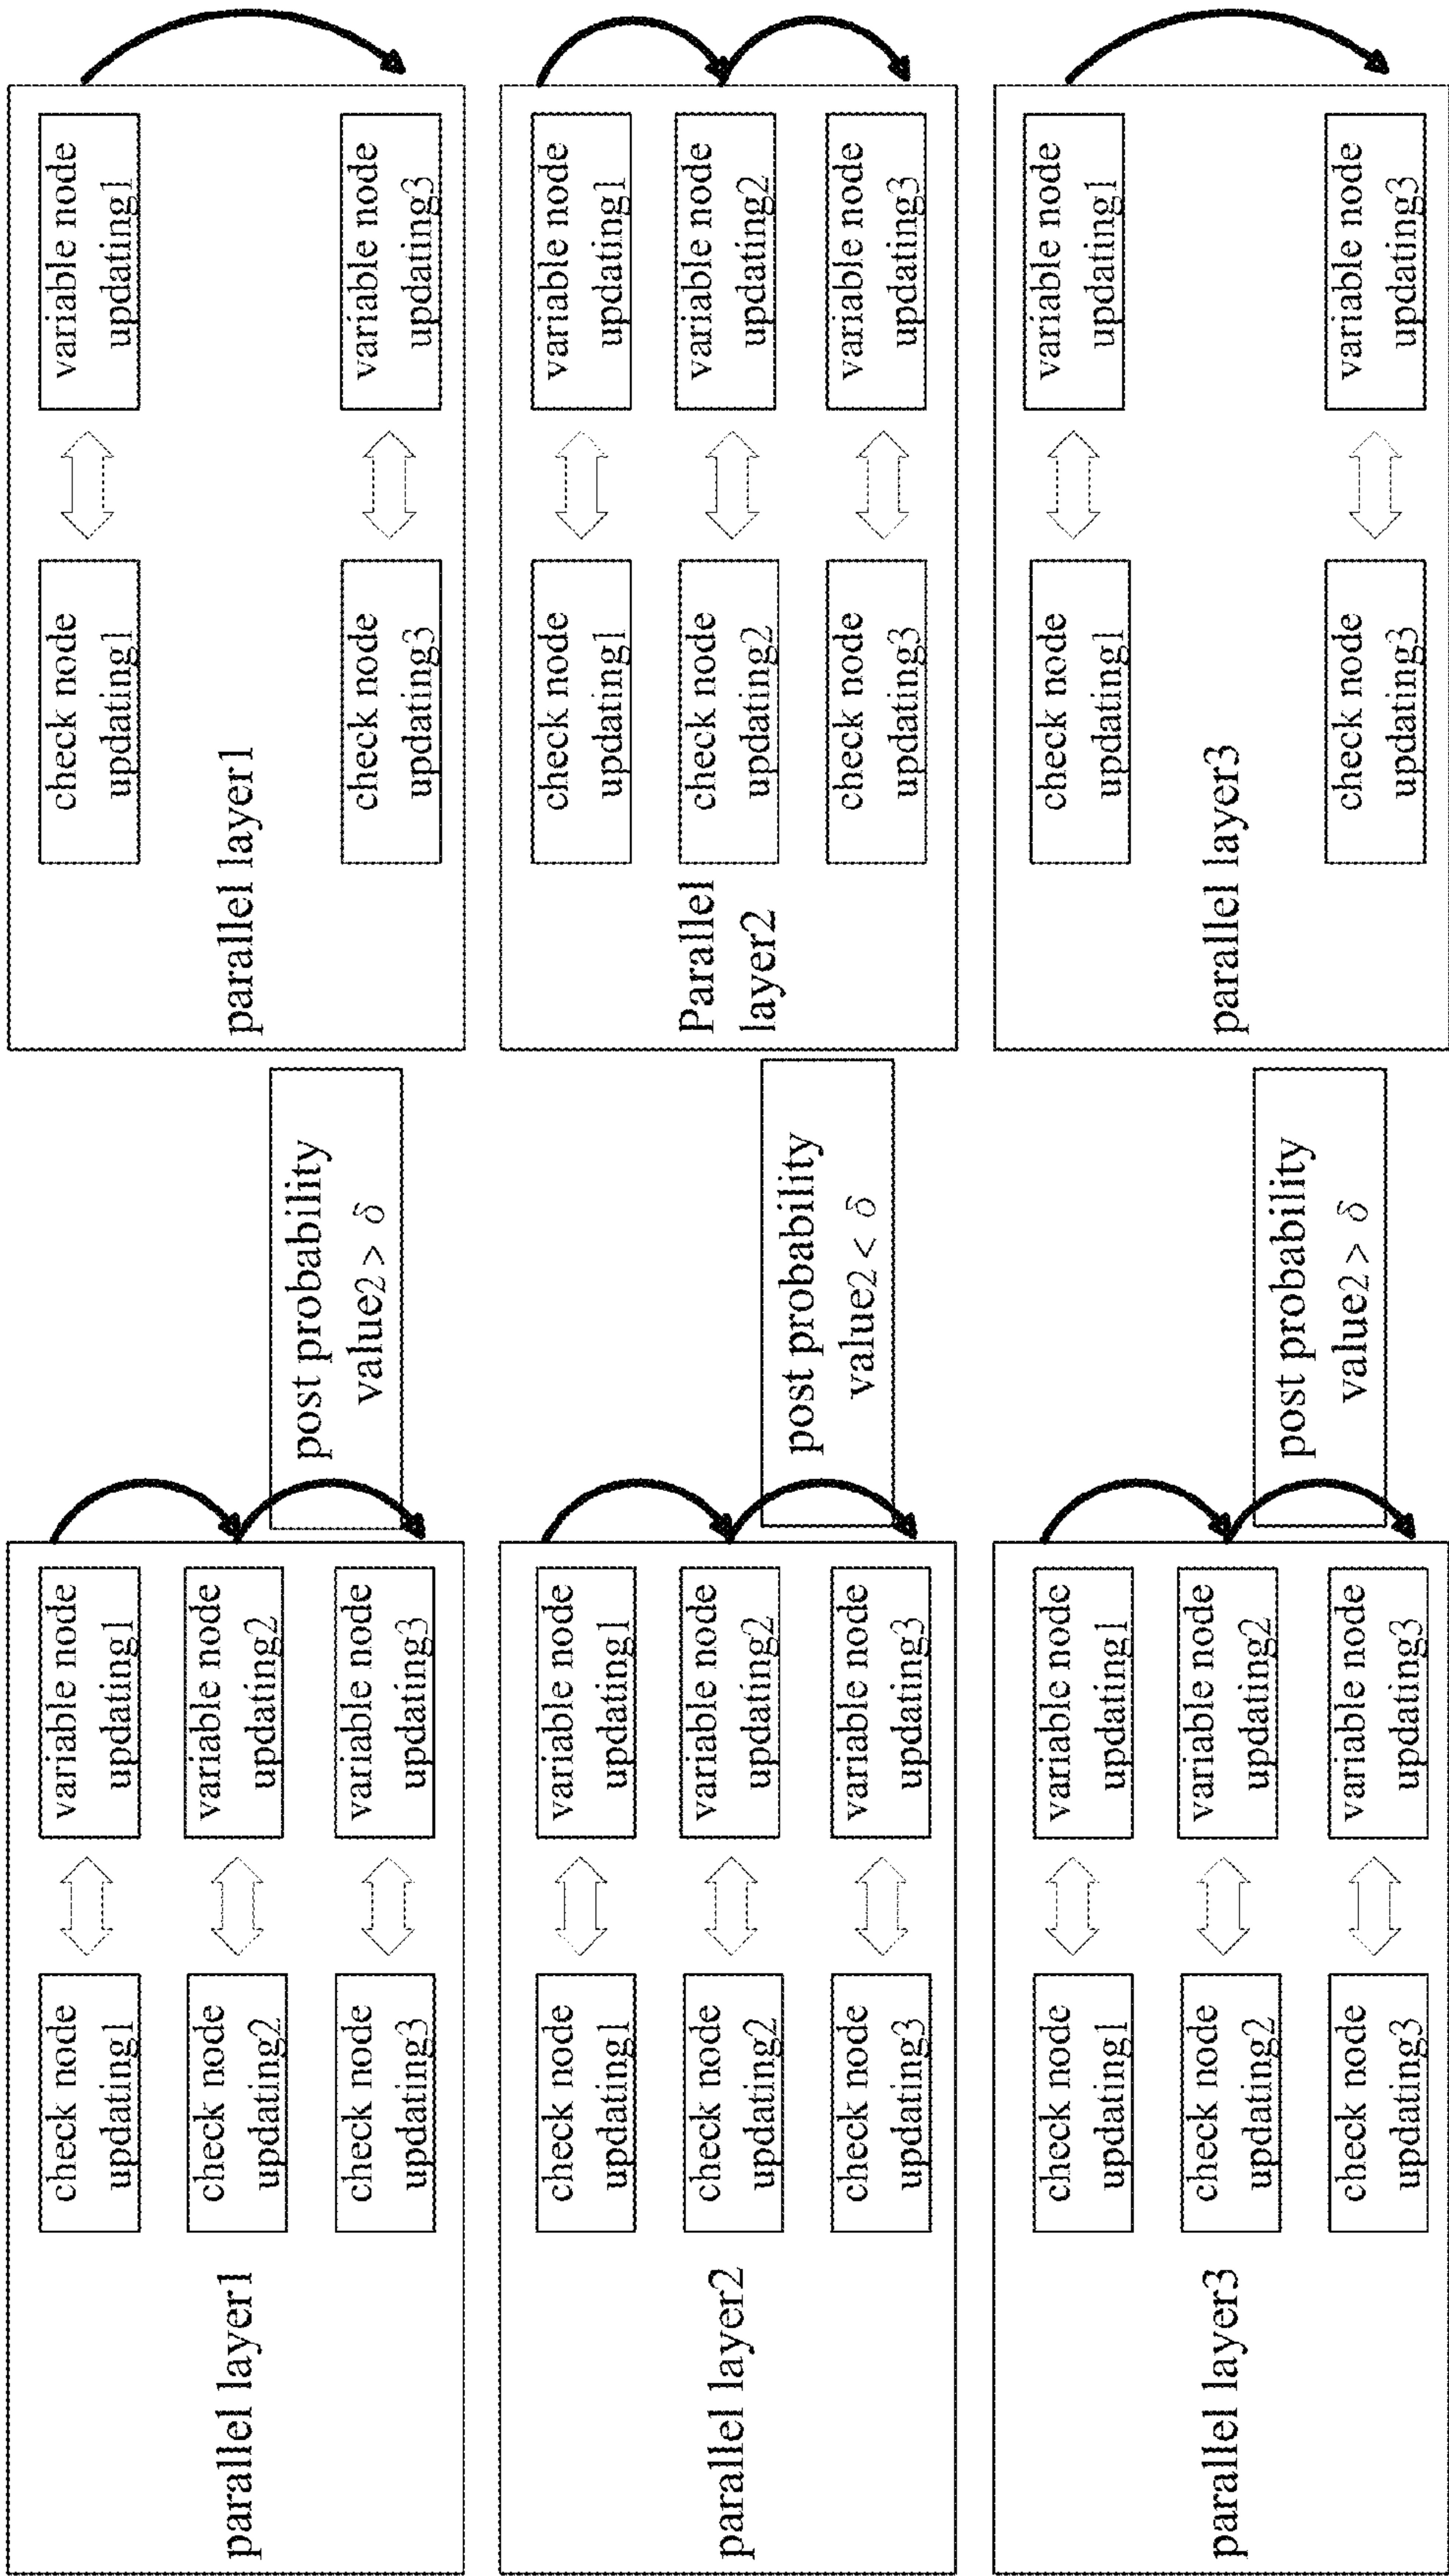 parallel layer1
check node
updating1
variable node
updating1
check node
updating2
variable node
updating2
check node
updating3
variable node
updating3
post probability
value2 > δ
parallel layer1
check node
updating1
variable node
updating1
check node
updating3
variable node
updating3
parallel layer2
check node
updating1
variable node
updating1
check node
updating2
variable node
updating2
check node
updating3
variable node
updating3
post probability
value2 < δ
Parallel
layer2
check node
updating1
variable node
updating1
check node
updating2
variable node
updating2
check node
updating3
variable node
updating3
parallel layer3
check node
updating1
variable node
updating1
check node
updating2
variable node
updating2
check node
updating3
variable node
updating3
post probability
value2 > δ
parallel layer3
check node
updating1
variable node
updating1
check node
updating3
variable node
updating3